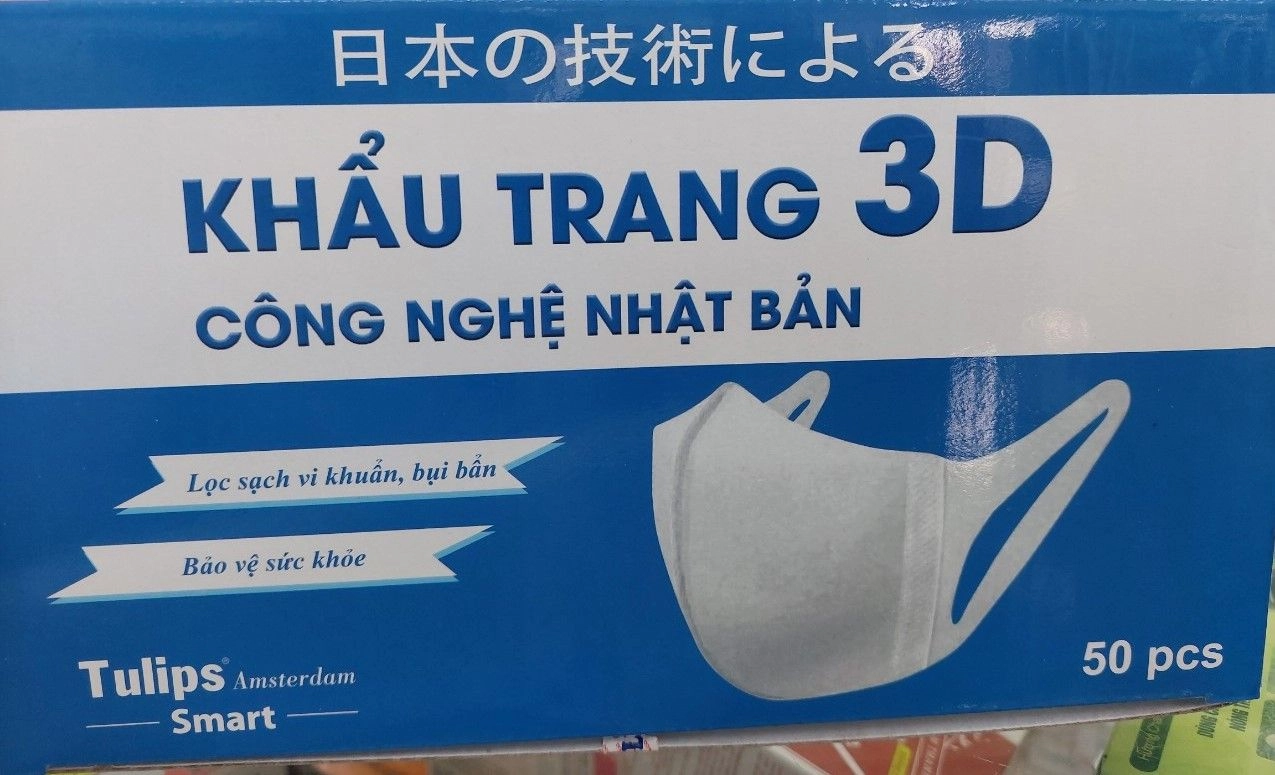 日本の技術による
KHẨU TRANG 3D
CÔNG NGHỆ NHẬT BẢN
Lọc sạch vi khuẩn, bụi bẩn
Bảo vệ sức khỏe
Tulips® Amsterdam
Smart
50 pcs